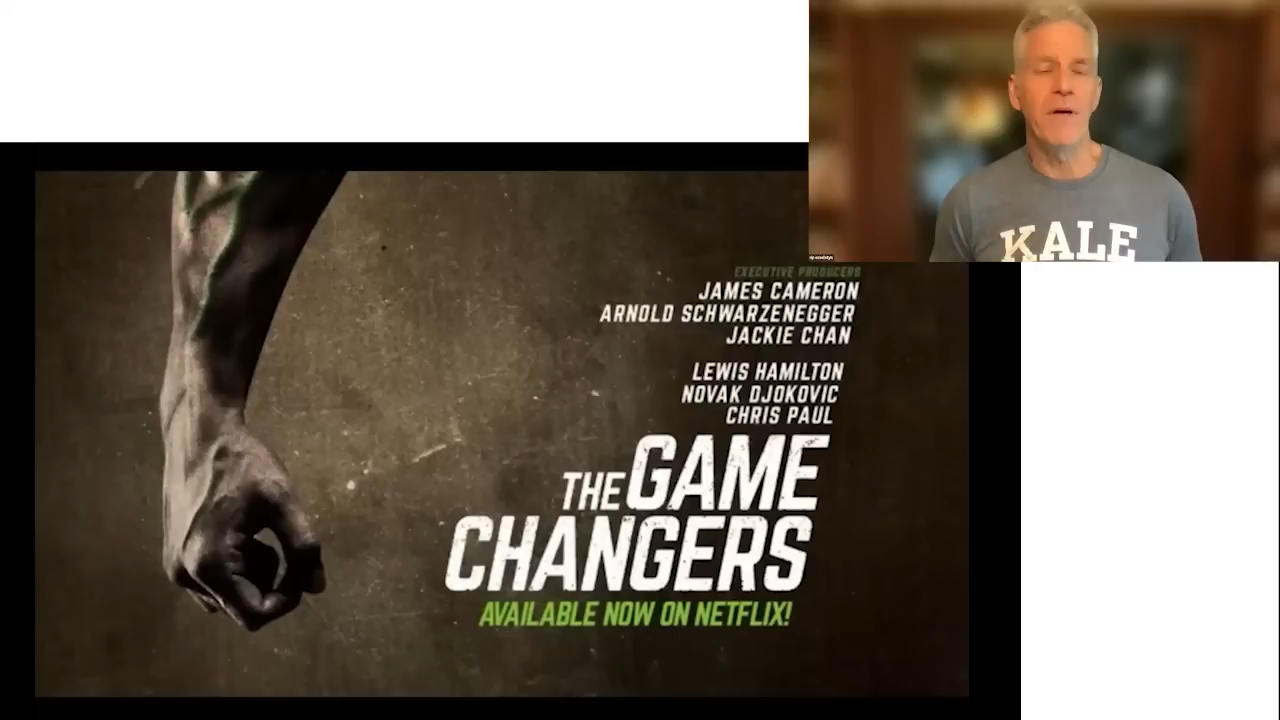 KALE
EXECUTIVE PRODUCERS
JAMES CAMERON
ARNOLD SCHWARZENEGGER
JACKIE CHAN
LEWIS HAMILTON
NOVAK DJOKOVIC
CHRIS PAUL
THE GAME
CHANGERS
AVAILABLE NOW ON NETFLIX!